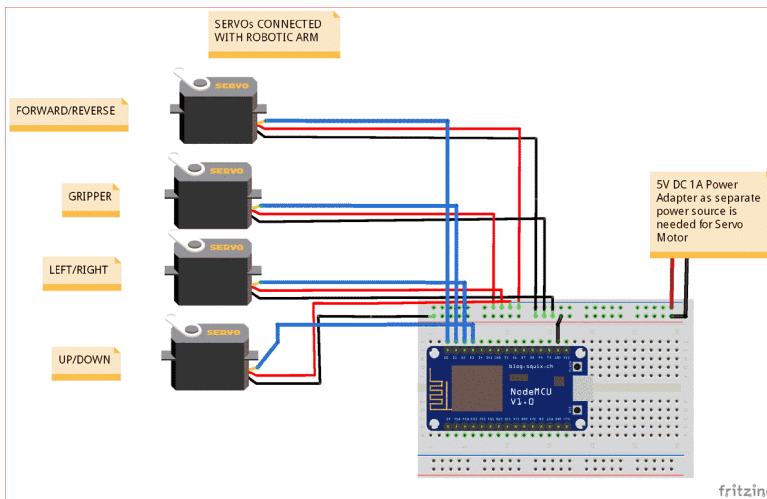 SERVOs CONNECTED
WITH ROBOTIC ARM
SERVO
FORWARD/REVERSE
SERVO
GRIPPER
5V DC 1A Power
Adapter as separate
power source is
needed for Servo
Motor
SERVO
LEFT/RIGHT
SERVO
UP/DOWN
blog.squix.ch
NodeMCU
V1.0
fritzing